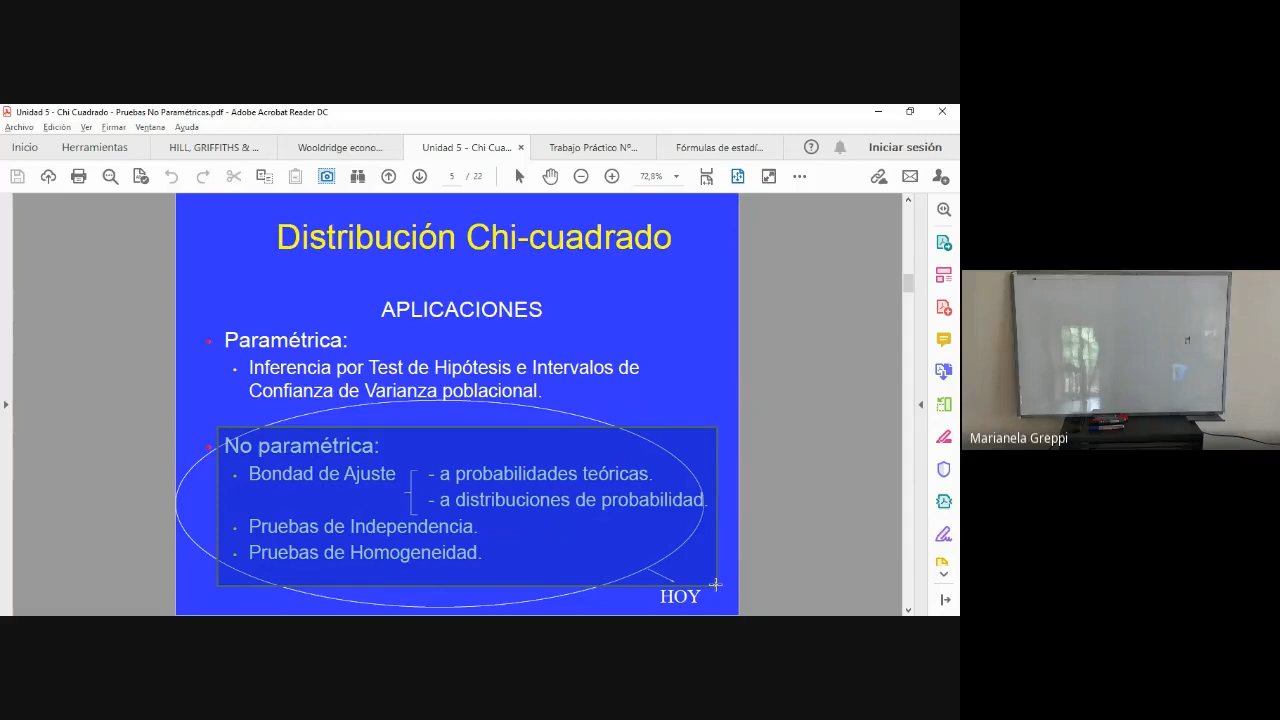 Unidad 5 - Chi Cuadrado - Pruebas No Paramétricas.pdf - Adobe Acrobat Reader DC
Archivo Edición Ver Firmar Ventana Ayuda
Inicio Herramientas HILL, GRIFFITHS & ... Wooldridge econo... Unidad 5 - Chi Cua... × Trabajo Práctico Nº... Fórmulas de estadí... Iniciar sesión
5 / 22 72,8%
Distribución Chi-cuadrado
APLICACIONES
• Paramétrica:
• Inferencia por Test de Hipótesis e Intervalos de
Confianza de Varianza poblacional.
• No paramétrica:
• Bondad de Ajuste - a probabilidades teóricas.
- a distribuciones de probabilidad.
• Pruebas de Independencia.
• Pruebas de Homogeneidad.
HOY
Marianela Greppi